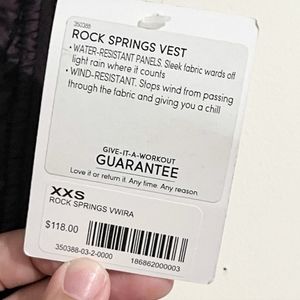 350388
ROCK SPRINGS VEST
• WATER-RESISTANT PANELS. Sleek fabric wards off
light rain where it counts
• WIND-RESISTANT. Stops wind from passing
through the fabric and giving you a chill
GIVE-IT-A-WORKOUT
GUARANTEE
Love it or return it. Any time. Any reason.
XXS
ROCK SPRINGS VWIRA
$118.00
350388-03-2-0000
186862000003